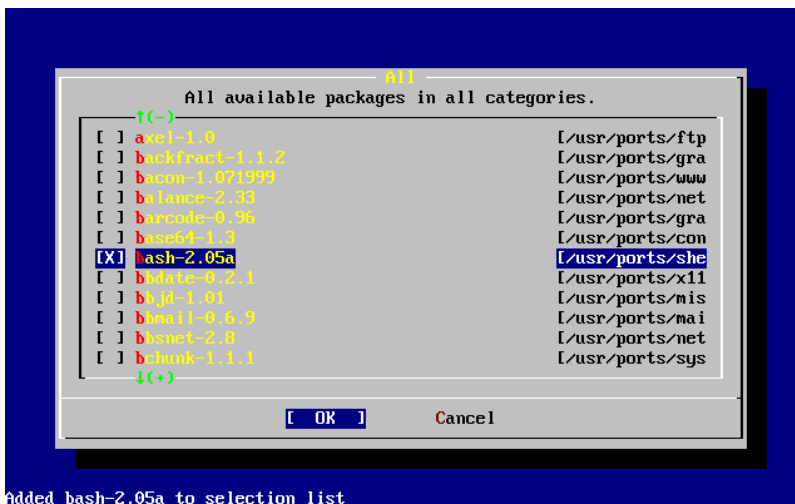 All
All available packages in all categories.
↑(-)
[ ] axel-1.0 [/usr/ports/ftp
[ ] backfract-1.1.2 [/usr/ports/gra
[ ] bacon-1.071999 [/usr/ports/www
[ ] balance-2.33 [/usr/ports/net
[ ] barcode-0.96 [/usr/ports/gra
[ ] base64-1.3 [/usr/ports/con
[X] bash-2.05a [/usr/ports/she
[ ] bbdate-0.2.1 [/usr/ports/x11
[ ] bbjd-1.01 [/usr/ports/mis
[ ] bbmail-0.6.9 [/usr/ports/mai
[ ] bbsnet-2.8 [/usr/ports/net
[ ] bchunk-1.1.1 [/usr/ports/sys
↓(+)
[ OK ] Cancel
Added bash-2.05a to selection list